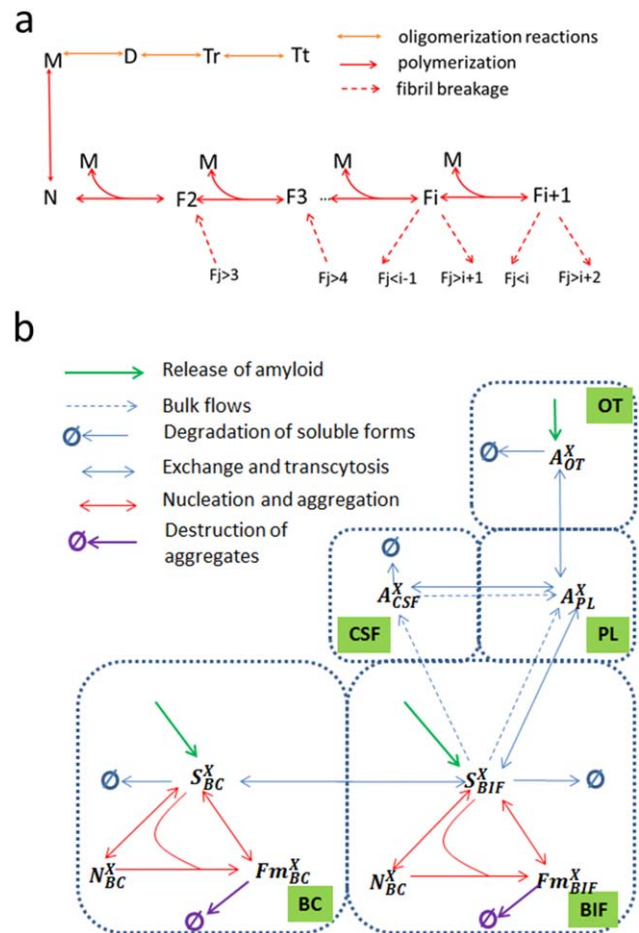 a
M D Tr Tt
oligomerization reactions
polymerization
fibril breakage
M M M M
N F2 F3 ... Fi Fi+1
Fj>3 Fj>4 Fj<i-1 Fj>i+1 Fj<i Fj>i+2
b
Release of amyloid
Bulk flows
Ø Degradation of soluble forms
Exchange and transcytosis
Nucleation and aggregation
Ø Destruction of
aggregates
OT
Ø A^X_OT
Ø
A^X_CSF A^X_PL
CSF PL
Ø S^X_BC S^X_BIF Ø
N^X_BC Fm^X_BC N^X_BC Fm^X_BIF
Ø BC Ø BIF